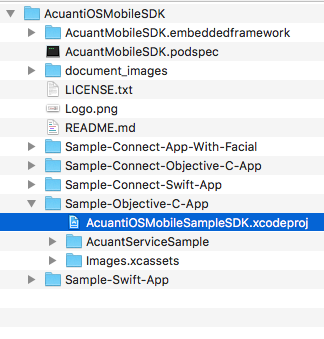 AcuantiOSMobileSDK
AcuantMobileSDK.embeddedframework
AcuantMobileSDK.podspec
document_images
LICENSE.txt
Logo.png
README.md
Sample-Connect-App-With-Facial
Sample-Connect-Objective-C-App
Sample-Connect-Swift-App
Sample-Objective-C-App
AcuantiOSMobileSampleSDK.xcodeproj
AcuantServiceSample
Images.xcassets
Sample-Swift-App